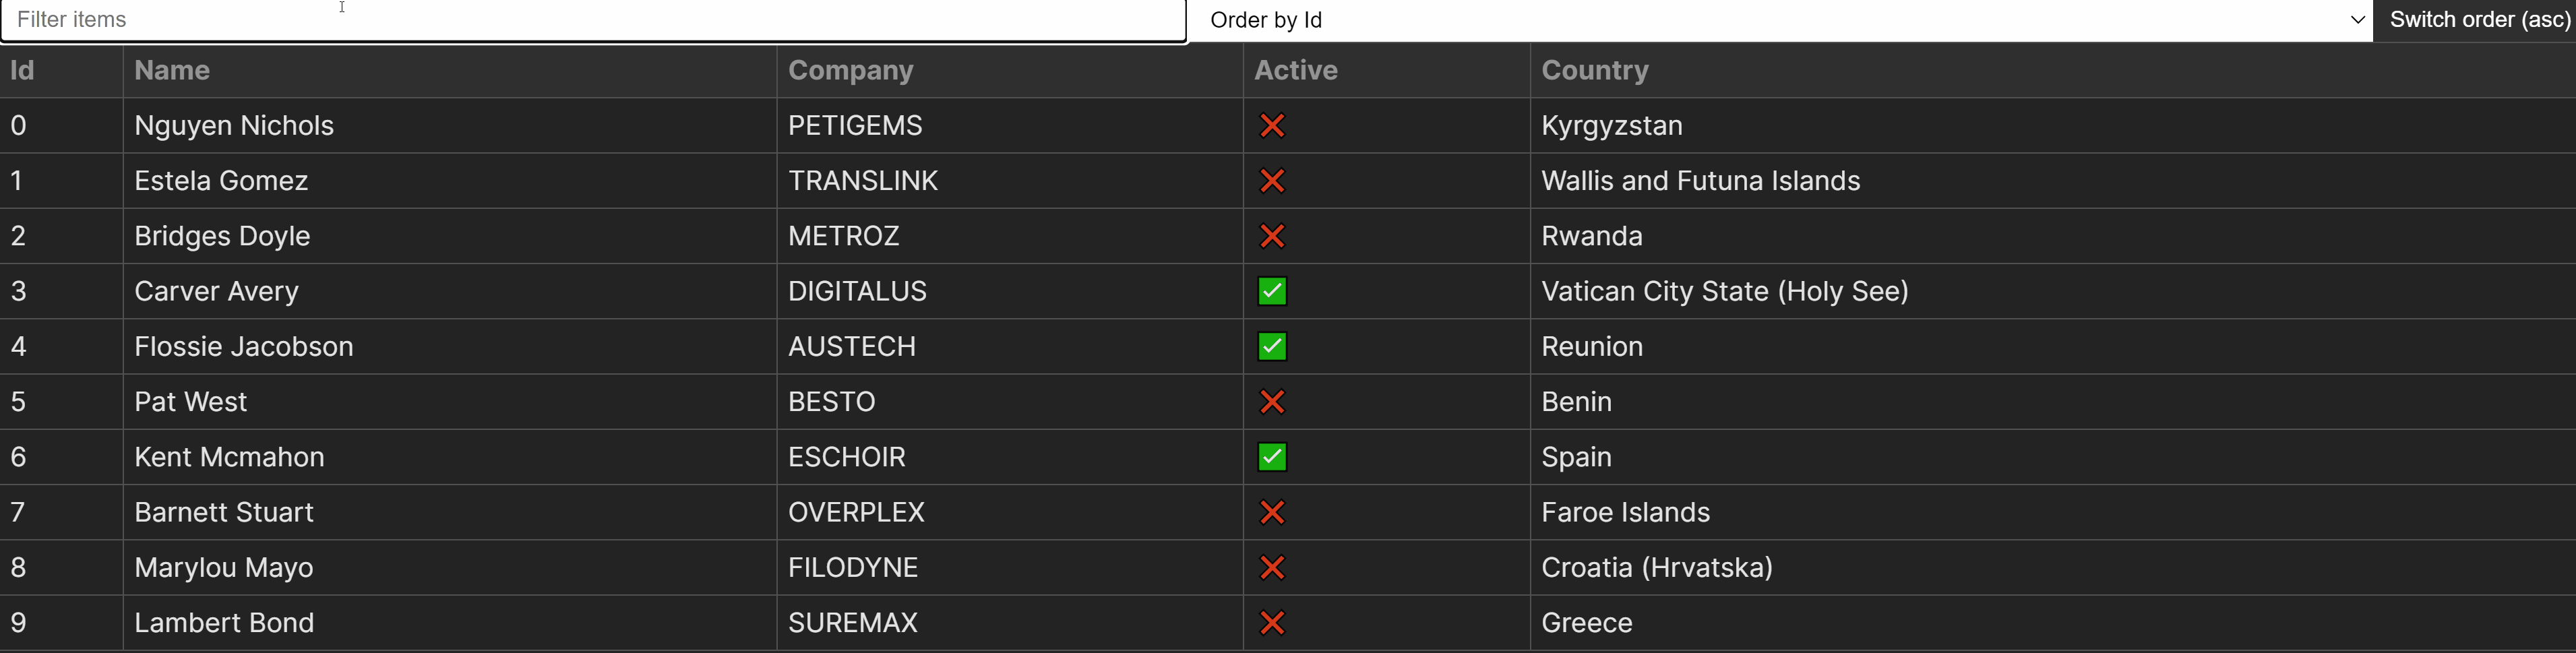 Filter items Order by Id Switch order (asc)
Id Name Company Active Country
0 Nguyen Nichols PETIGEMS ❌ Kyrgyzstan
1 Estela Gomez TRANSLINK ❌ Wallis and Futuna Islands
2 Bridges Doyle METROZ ❌ Rwanda
3 Carver Avery DIGITALUS ✅ Vatican City State (Holy See)
4 Flossie Jacobson AUSTECH ✅ Reunion
5 Pat West BESTO ❌ Benin
6 Kent Mcmahon ESCHOIR ✅ Spain
7 Barnett Stuart OVERPLEX ❌ Faroe Islands
8 Marylou Mayo FILODYNE ❌ Croatia (Hrvatska)
9 Lambert Bond SUREMAX ❌ Greece